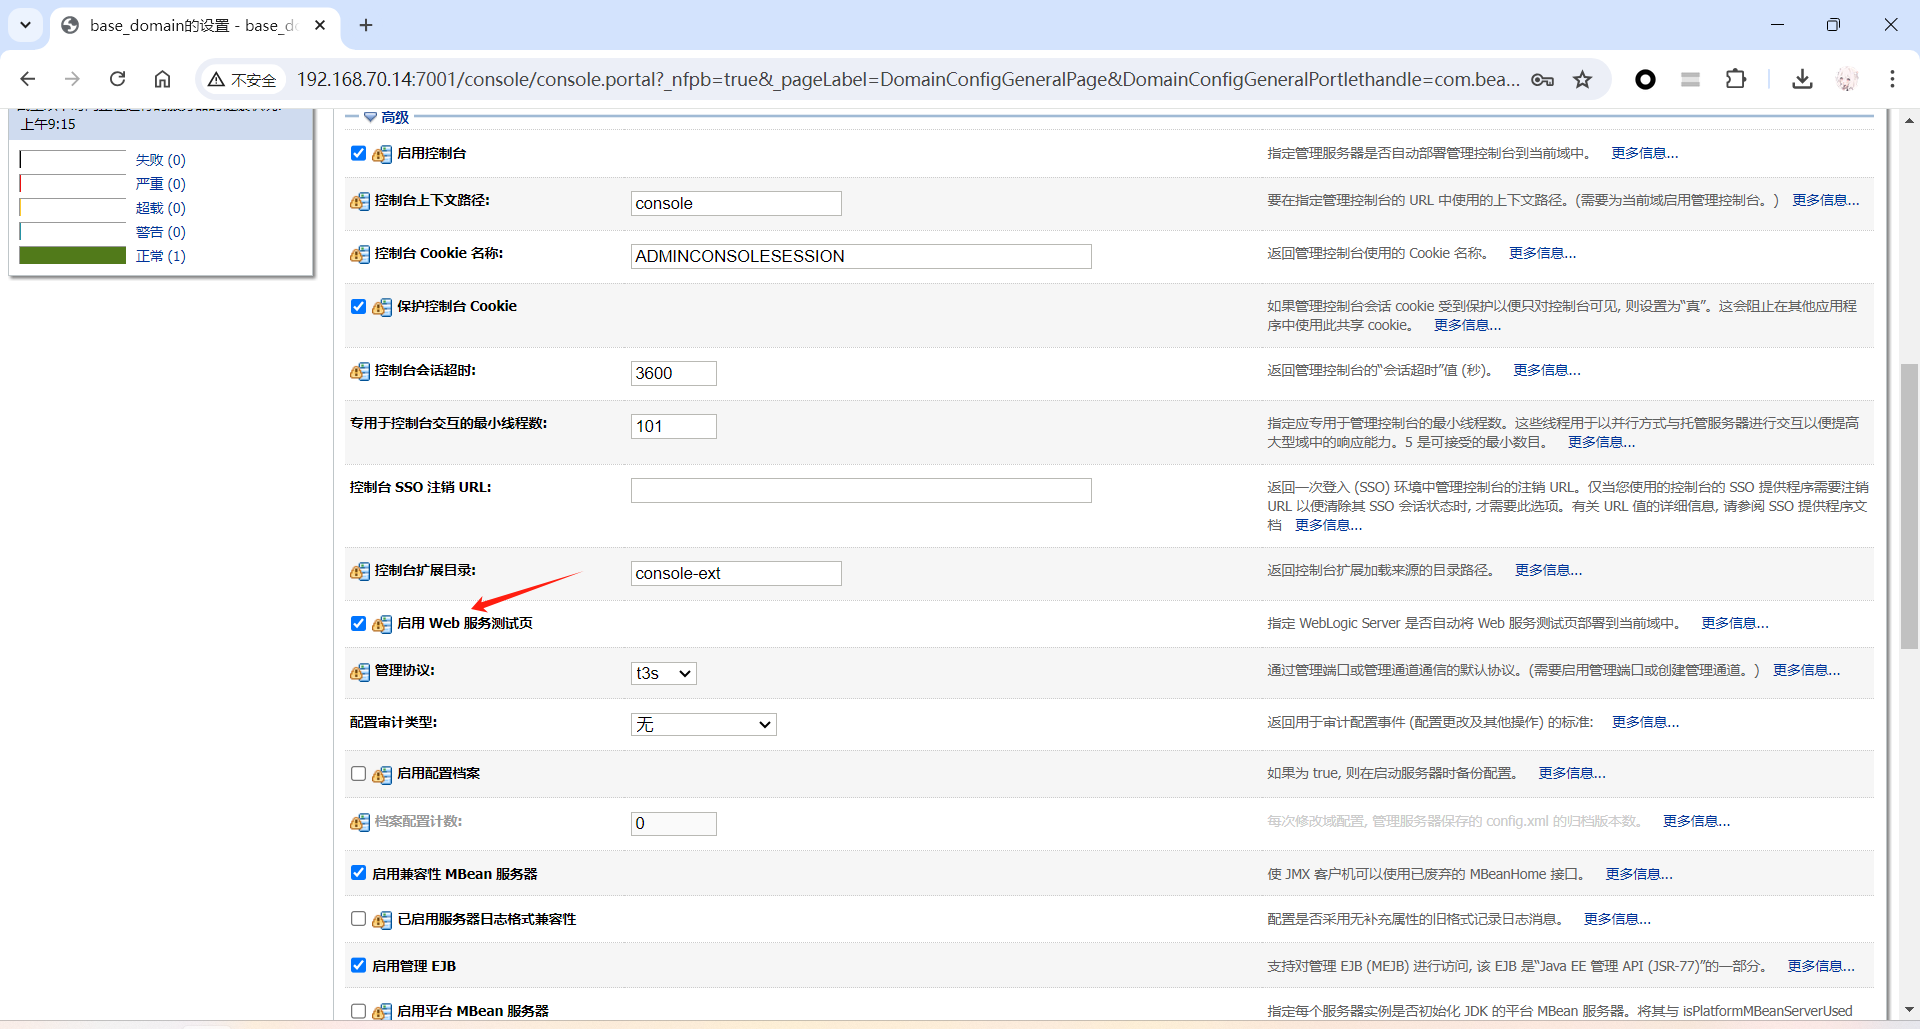 base_domain的设置 - base_do
不安全
192.168.70.14:7001/console/console.portal?_nfpb=true&_pageLabel=DomainConfigGeneralPage&DomainConfigGeneralPortlethandle=com.bea...
上午9:15
失败 (0)
严重 (0)
超载 (0)
警告 (0)
正常 (1)
高级
启用控制台
指定管理服务器是否自动部署管理控制台到当前域中。 更多信息...
控制台上下文路径:
console
要在指定管理控制台的 URL 中使用的上下文路径。(需要为当前域启用管理控制台。) 更多信息...
控制台 Cookie 名称:
ADMINCONSOLESESSION
返回管理控制台使用的 Cookie 名称。 更多信息...
保护控制台 Cookie
如果管理控制台会话 cookie 受到保护以便只对控制台可见, 则设置为“真”。这会阻止在其他应用程
序中使用此共享 cookie。 更多信息...
控制台会话超时:
3600
返回管理控制台的“会话超时”值 (秒)。 更多信息...
专用于控制台交互的最小线程数:
101
指定应专用于管理控制台的最小线程数。这些线程用于以并行方式与托管服务器进行交互以便提高
大型域中的响应能力。5 是可接受的最小数目。 更多信息...
控制台 SSO 注销 URL:
返回一次登入 (SSO) 环境中管理控制台的注销 URL。仅当您使用的控制台的 SSO 提供程序需要注销
URL 以便清除其 SSO 会话状态时, 才需要此选项。有关 URL 值的详细信息, 请参阅 SSO 提供程序文
档 更多信息...
控制台扩展目录:
console-ext
返回控制台扩展加载来源的目录路径。 更多信息...
启用 Web 服务测试页
指定 WebLogic Server 是否自动将 Web 服务测试页部署到当前域中。 更多信息...
管理协议:
t3s
通过管理端口或管理通道通信的默认协议。(需要启用管理端口或创建管理通道。) 更多信息...
配置审计类型:
无
返回用于审计配置事件 (配置更改及其他操作) 的标准: 更多信息...
启用配置档案
如果为 true, 则在启动服务器时备份配置。 更多信息...
档案配置计数:
0
每次修改域配置, 管理服务器保存的 config.xml 的归档版本数。 更多信息...
启用兼容性 MBean 服务器
使 JMX 客户机可以使用已废弃的 MBeanHome 接口。 更多信息...
已启用服务器日志格式兼容性
配置是否采用无补充属性的旧格式记录日志消息。 更多信息...
启用管理 EJB
支持对管理 EJB (MEJB) 进行访问, 该 EJB 是“Java EE 管理 API (JSR-77)”的一部分。 更多信息...
启用平台 MBean 服务器
指定每个服务器实例是否初始化 JDK 的平台 MBean 服务器。将其与 isPlatformMBeanServerUsed